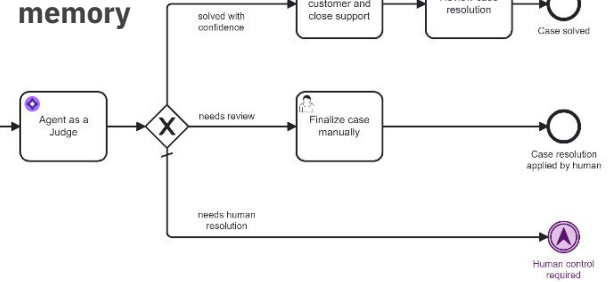 memory
solved with
confidence
customer and
close support
resolution
Case solved
Agent as a
Judge
X
needs review
Finalize case
manually
Case resolution
applied by human
needs human
resolution
Human control
required